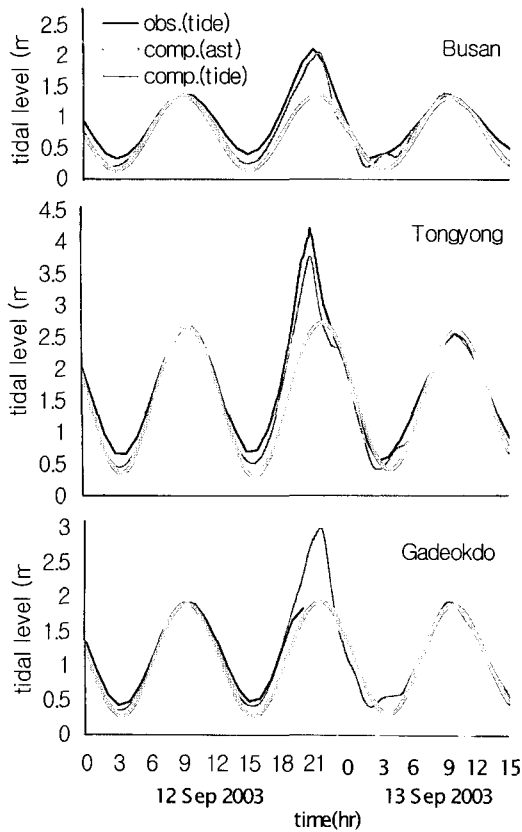 obs.(tide)
comp.(ast)
comp.(tide)
Busan
tidal level (m
2.5
2
1.5
1
0.5
0
Tongyong
tidal level (m
4.5
4
3.5
3
2.5
2
1.5
1
0.5
0
Gadeokdo
tidal level (m
3
2.5
2
1.5
1
0.5
0
0 3 6 9 12 15 18 21 0 3 6 9 12 15
12 Sep 2003 13 Sep 2003
time(hr)